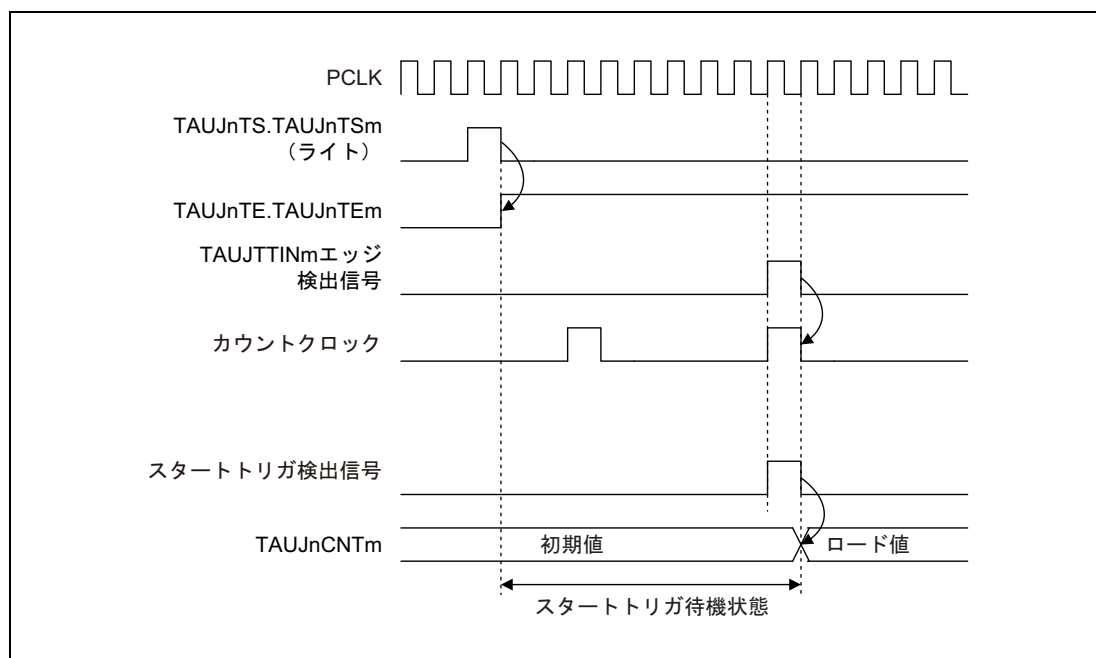 PCLK
TAUJnTS.TAUJnTSm
（ライト）
TAUJnTE.TAUJnTEm
TAUJTTINmエッジ
検出信号
カウントクロック
スタートトリガ検出信号
TAUJnCNTm
初期値
ロード値
スタートトリガ待機状態